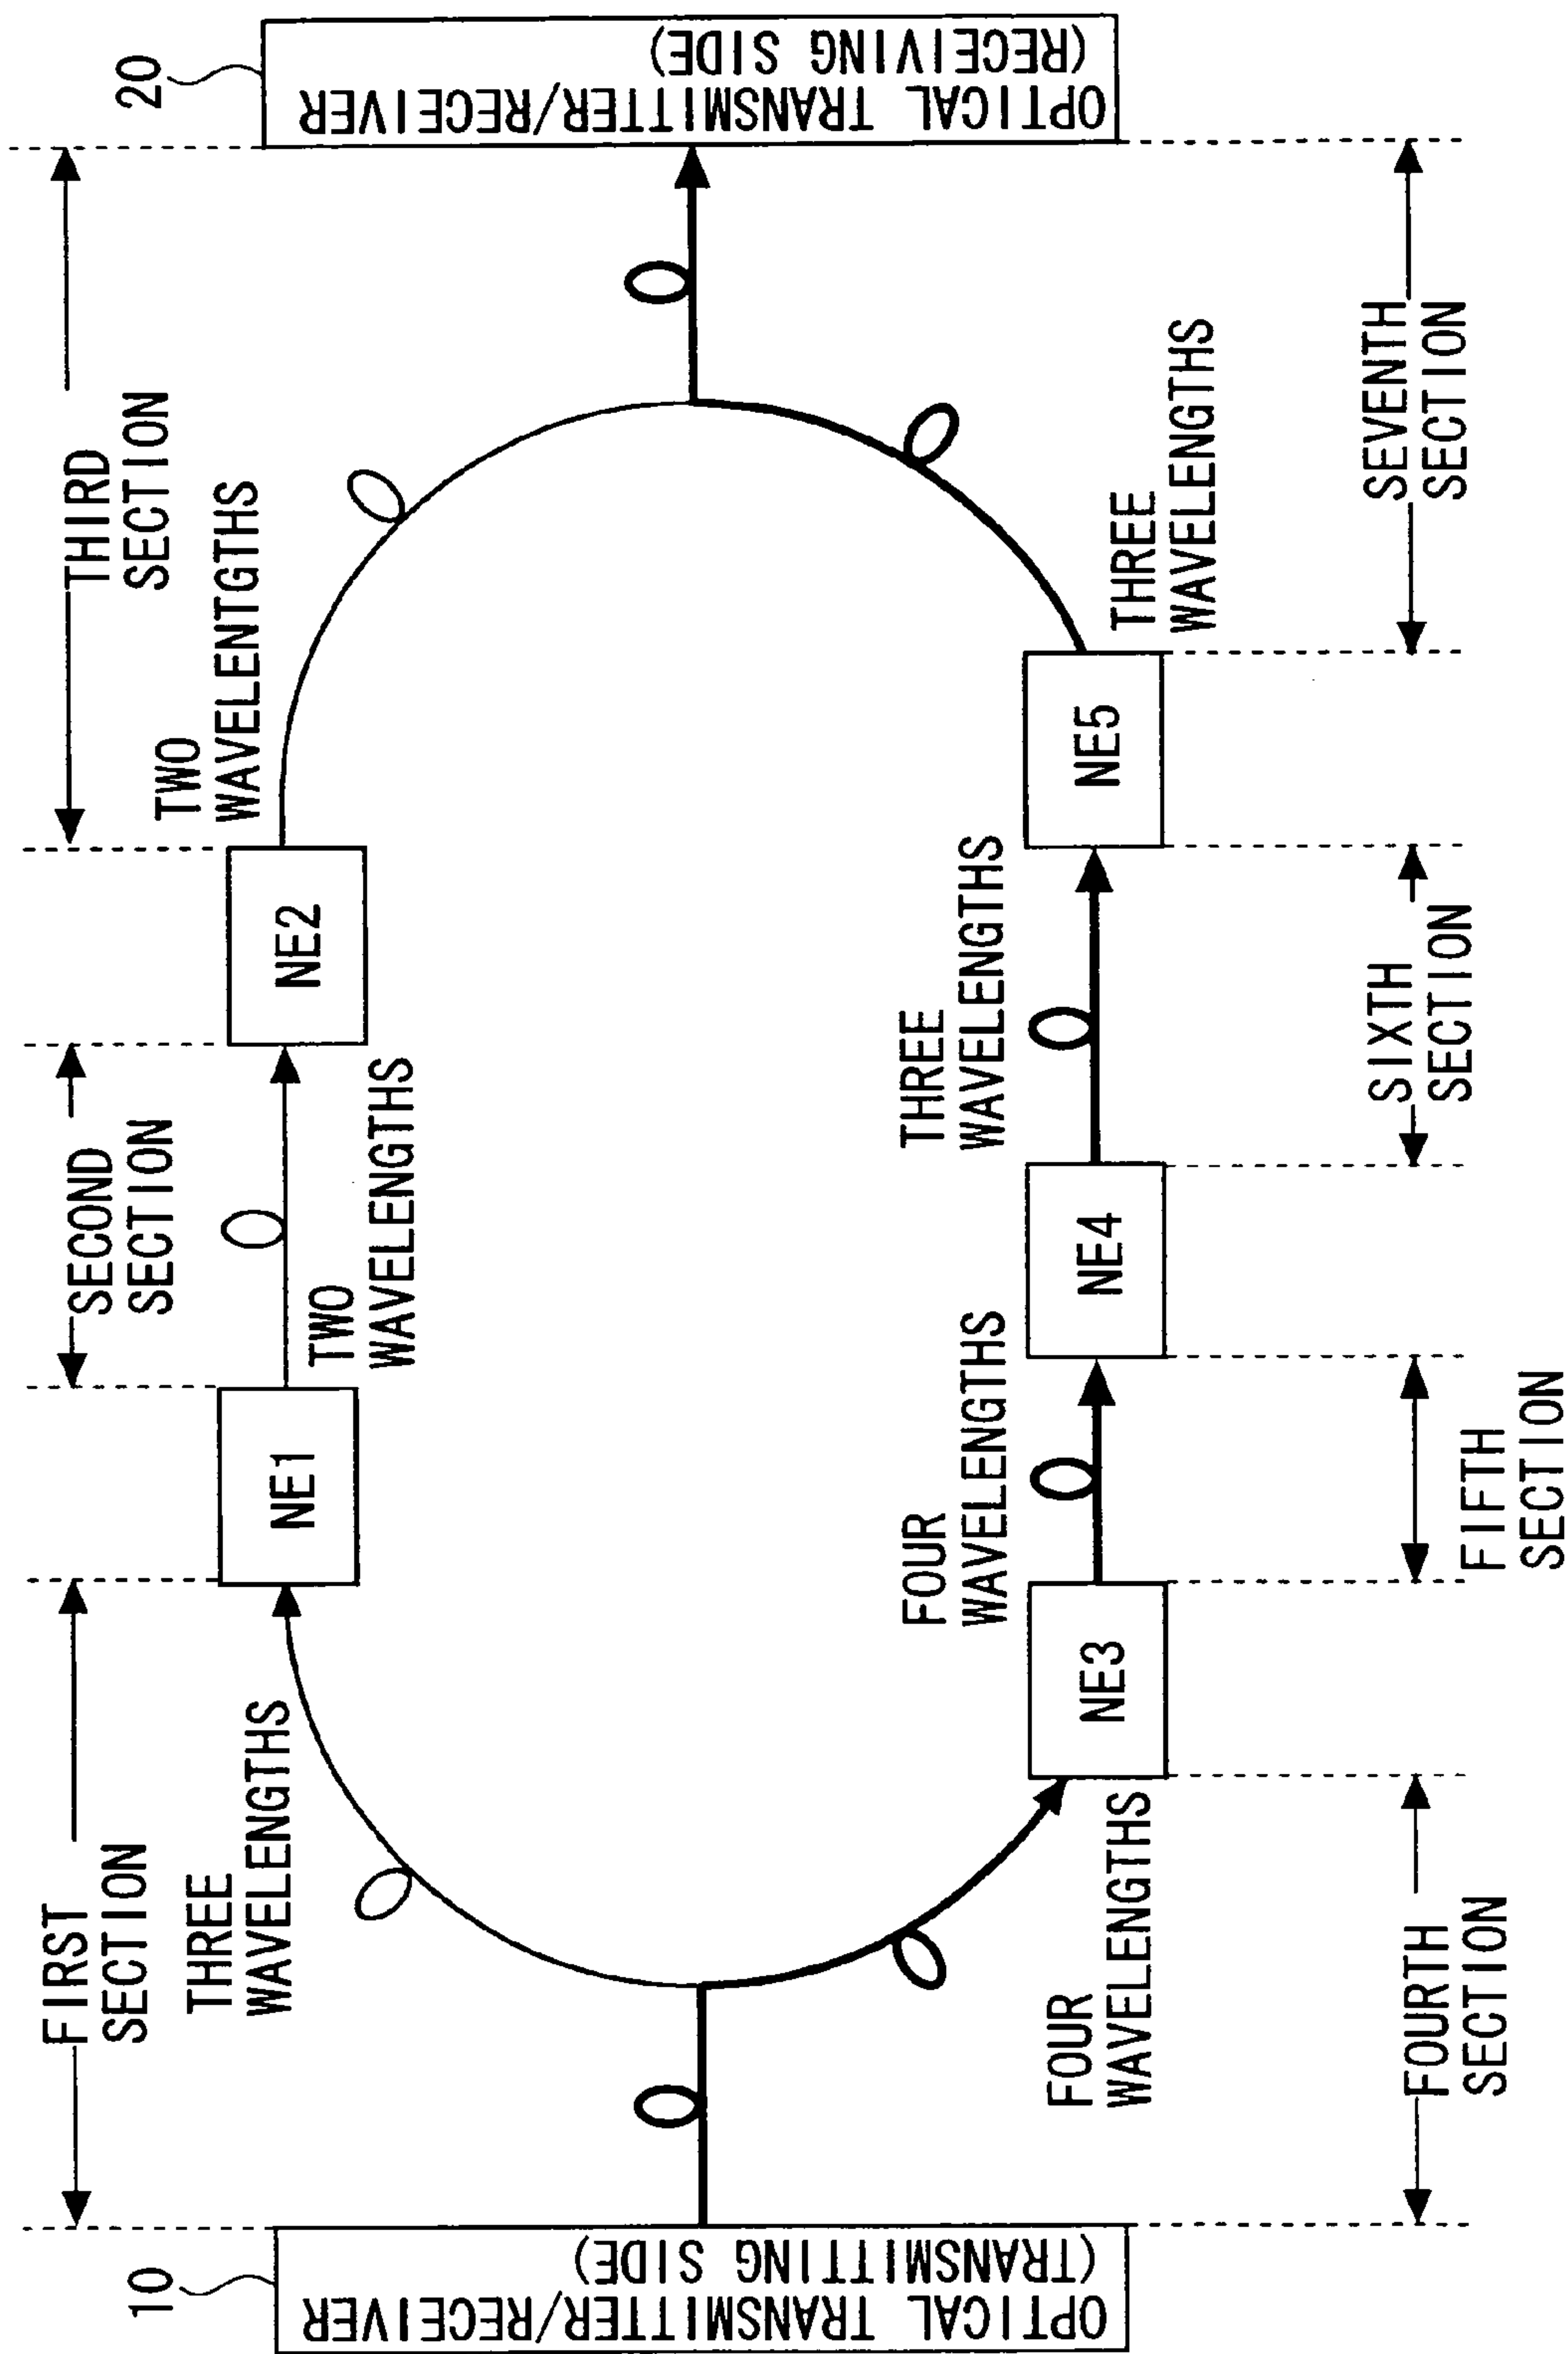 FIRST
SECTION
SECOND
SECTION
THIRD
SECTION
10
20
THREE
WAVELENGTHS
NE1
TWO
WAVELENGTHS
NE2
TWO
WAVELENTGTHS
OPTICAL TRANSMITTER/RECEIVER
(TRANSMITTING SIDE)
OPTICAL TRANSMITTER/RECEIVER
(RECEIVING SIDE)
FOUR
WAVELENGTHS
NE3
FOUR
WAVELENGTHS
NE4
THREE
WAVELENGTHS
NE5
THREE
WAVELENGTHS
FOURTH
SECTION
FIFTH
SECTION
SIXTH
SECTION
SEVENTH
SECTION